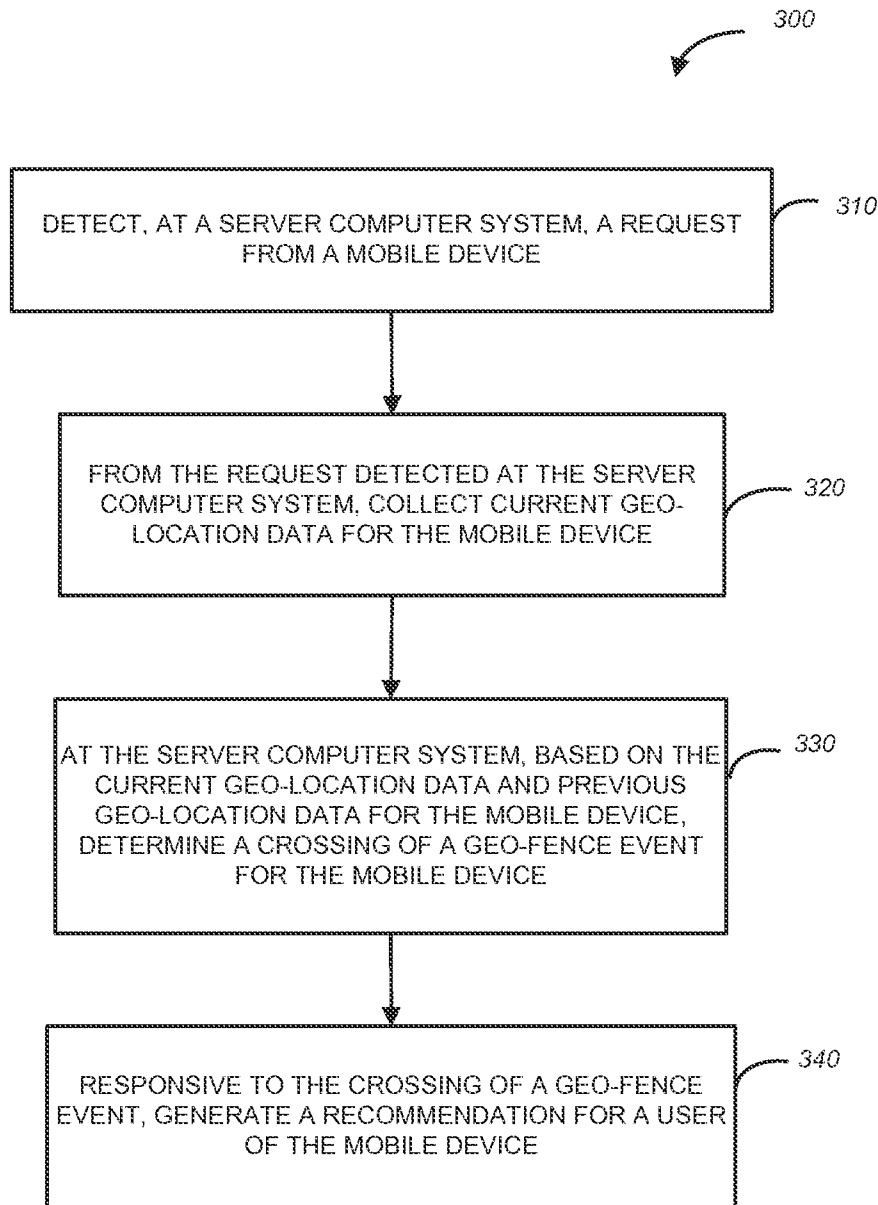 300
DETECT, AT A SERVER COMPUTER SYSTEM, A REQUEST
FROM A MOBILE DEVICE
310
FROM THE REQUEST DETECTED AT THE SERVER
COMPUTER SYSTEM, COLLECT CURRENT GEO-
LOCATION DATA FOR THE MOBILE DEVICE
320
AT THE SERVER COMPUTER SYSTEM, BASED ON THE
CURRENT GEO-LOCATION DATA AND PREVIOUS
GEO-LOCATION DATA FOR THE MOBILE DEVICE,
DETERMINE A CROSSING OF A GEO-FENCE EVENT
FOR THE MOBILE DEVICE
330
RESPONSIVE TO THE CROSSING OF A GEO-FENCE
EVENT, GENERATE A RECOMMENDATION FOR A USER
OF THE MOBILE DEVICE
340